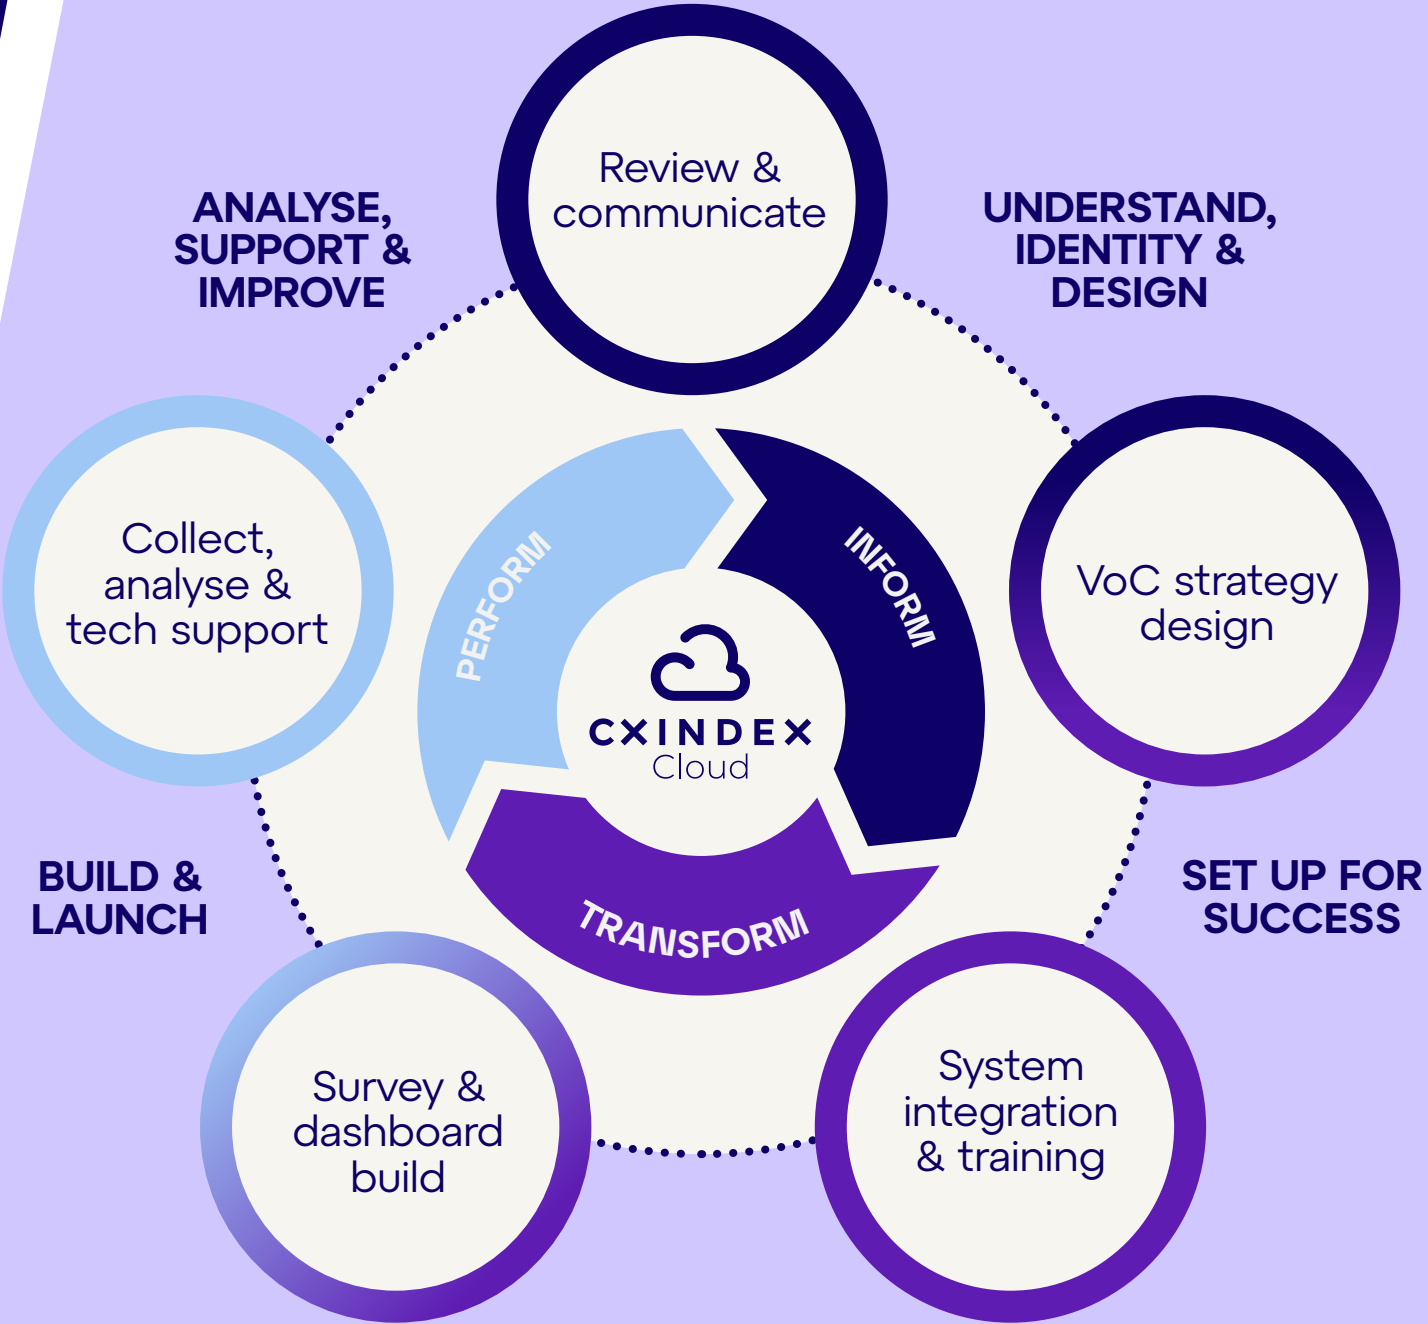 Review &
communicate
ANALYSE,
SUPPORT &
IMPROVE
UNDERSTAND,
IDENTITY &
DESIGN
Collect,
analyse &
tech support
VoC strategy
design
PERFORM
INFORM
TRANSFORM
CXINDEX
Cloud
BUILD &
LAUNCH
SET UP FOR
SUCCESS
Survey &
dashboard
build
System
integration
& training